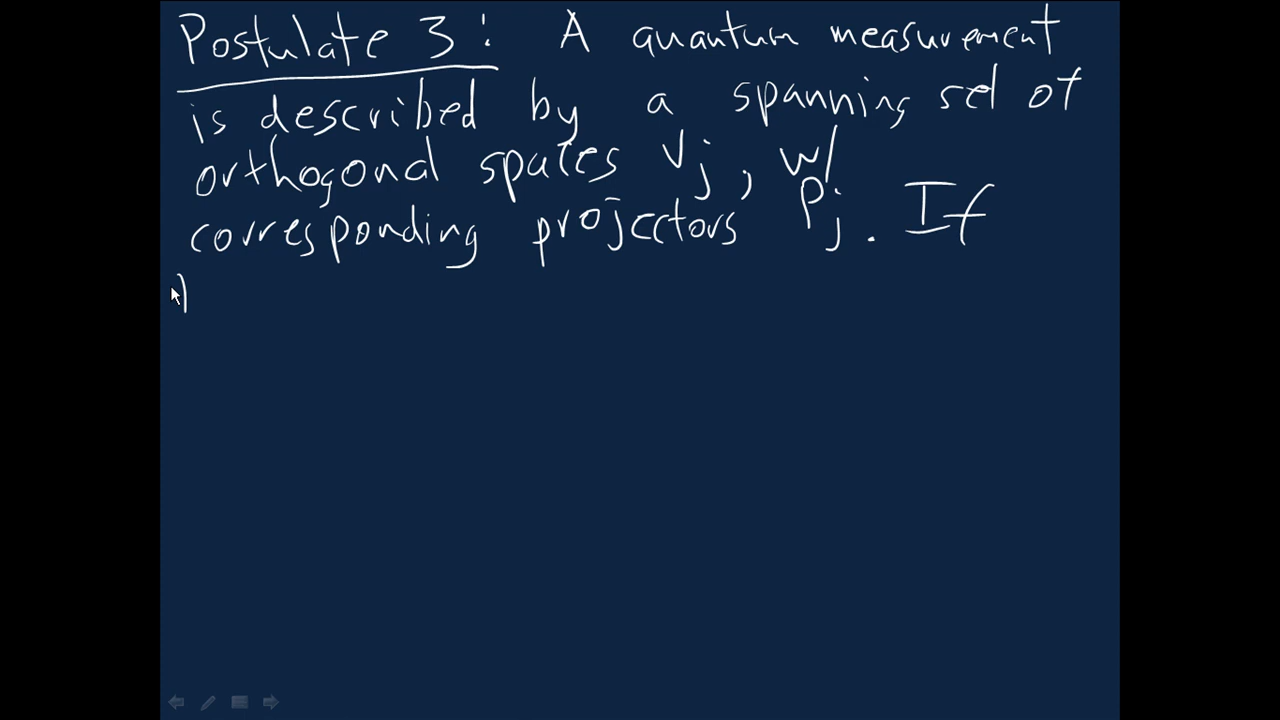 Postulate 3: A quantum measurement
is described by a spanning set of
orthogonal spaces Vj, w/
corresponding projectors Pj. If